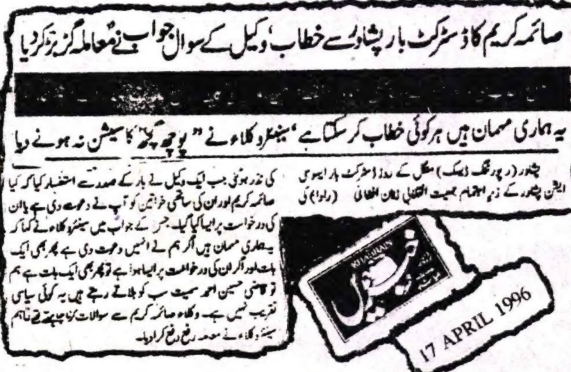 صائمہ کریم کا ڈسٹرکٹ بار پشاور سے خطاب، وکیل کے سوال جواب نے معاملہ گڑبڑ کر دیا
یہ ہماری مہمان ہیں ہر کوئی خطاب کر سکتا ہے، سینئر وکلاء نے "پوچھ گچھ" کا سیشن نہ ہونے دیا
پشاور (رپورٹنگ ڈیسک) منگل کے روز ڈسٹرکٹ بار ایسوسی
ایشن پشاور کے زیر اہتمام جمعیت انقلابی زنان افغانی (راوا) کی
کی نذر ہو گئی جب ایک وکیل نے بار کے صدر سے استفسار کیا کہ کیا
صائمہ کریم اور ان کی ساتھی خواتین کو آپ نے دعوت دی ہے یا ان
کی درخواست پر ایسا کیا گیا۔ جس کے جواب میں سینئر وکلاء نے کہا کہ
یہ ہماری مہمان ہیں اگر ہم نے انہیں دعوت دی ہے پھر بھی ایک
بات اور اگر ان کی درخواست پر ایسا ہوا ہے تو پھر بھی ایک بات ہے ہم
تو قاضی حسین احمد سمیت سب کو بلاتے رہتے ہیں یہ کوئی سیاسی
تقریب نہیں ہے۔ وکلاء صائمہ کریم سے سوالات کرنا چاہتے تھے تاہم
سینئر وکلاء نے معاملہ رفع دفع کرا دیا۔
KHABRAIN
خبریں
17 APRIL 1996